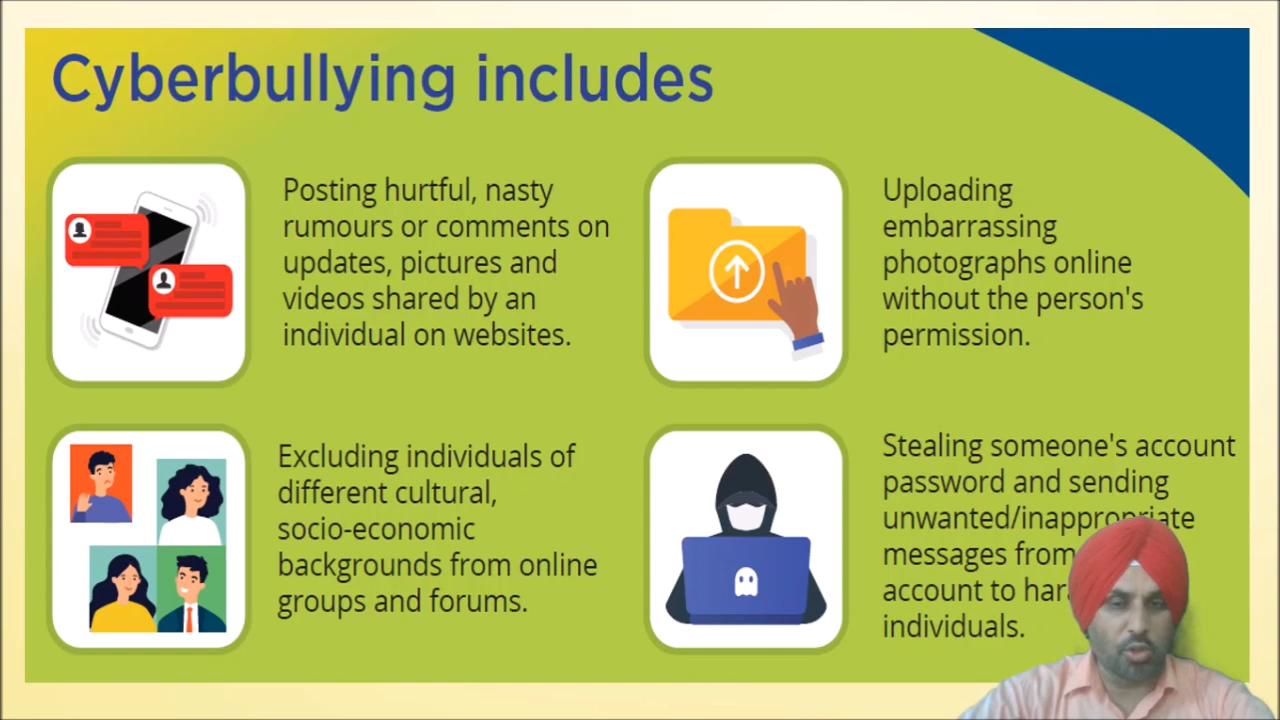 Cyberbullying includes
Posting hurtful, nasty
rumours or comments on
updates, pictures and
videos shared by an
individual on websites.
Uploading
embarrassing
photographs online
without the person's
permission.
Excluding individuals of
different cultural,
socio-economic
backgrounds from online
groups and forums.
Stealing someone's account
password and sending
unwanted/inappropriate
messages from
account to
individuals.